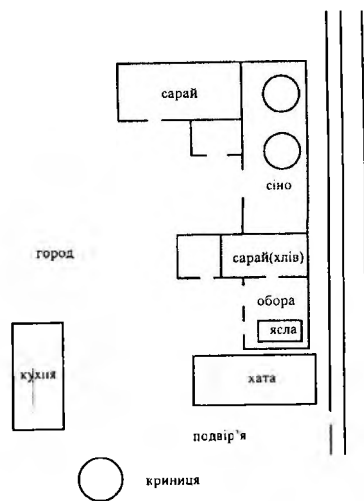 сарай
сіно
город
сарай(хлів)
обора
ясла
кухня
хата
подвір'я
криниця